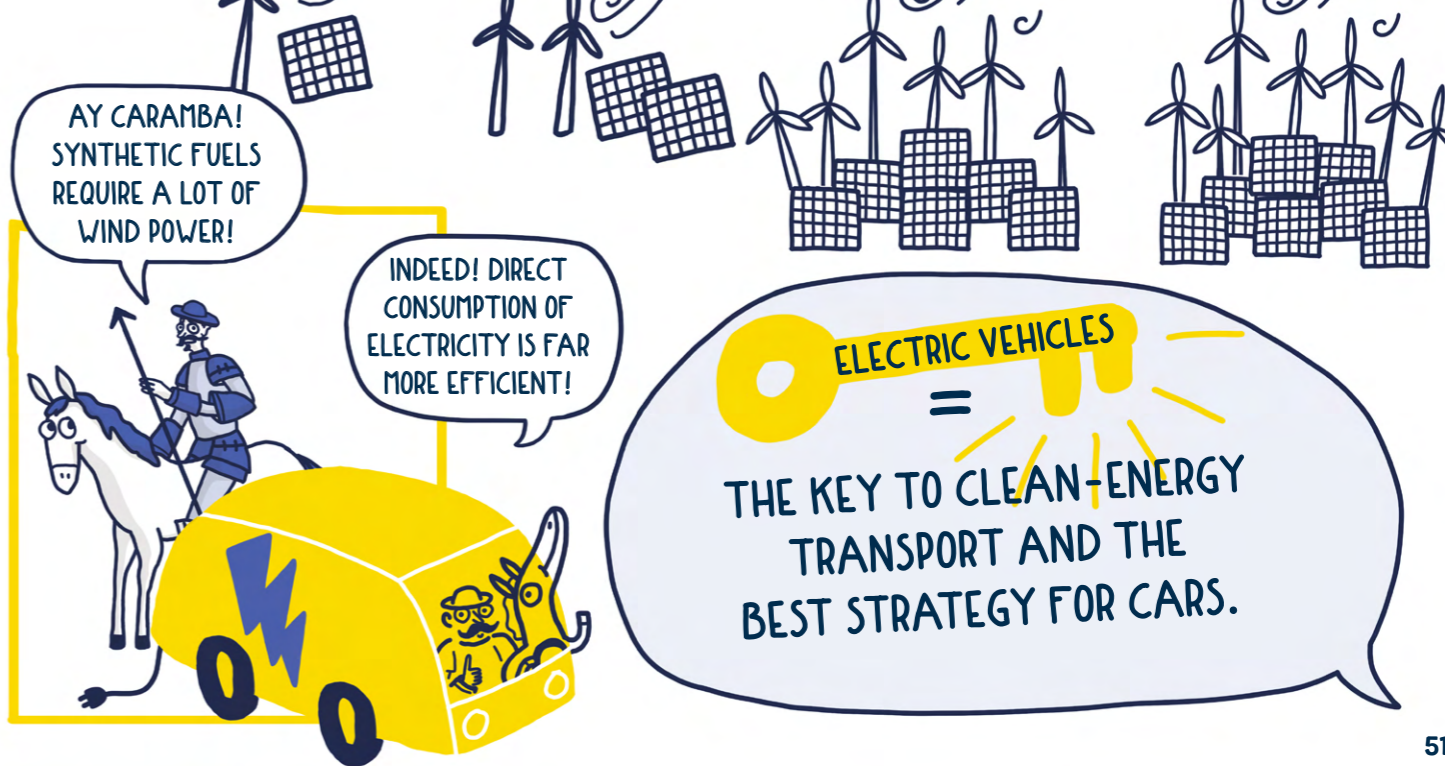 AY CARAMBA!
SYNTHETIC FUELS
REQUIRE A LOT OF
WIND POWER!
INDEED! DIRECT
CONSUMPTION OF
ELECTRICITY IS FAR
MORE EFFICIENT!
ELECTRIC VEHICLES
=
THE KEY TO CLEAN-ENERGY
TRANSPORT AND THE
BEST STRATEGY FOR CARS.
51